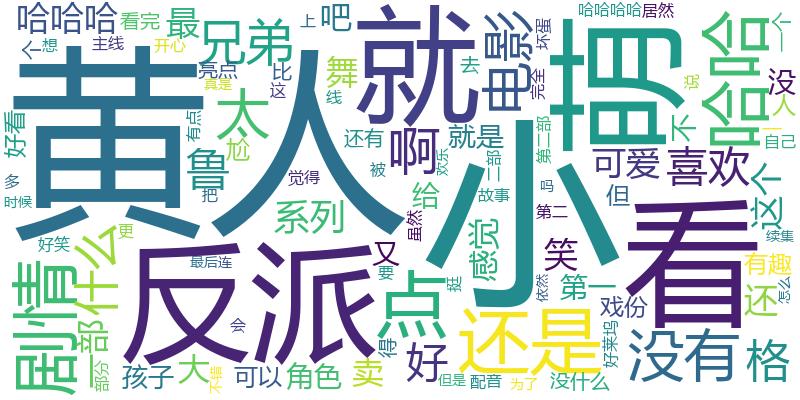 黄人
小
看
就
反派
萌
还是
哈哈
点
没有
剧情
兄弟
太
什么
电影
喜欢
哈哈哈
最
吧
舞
啊
鲁
尬
系列
感觉
给
可爱
这个
笑
好
格
还
部
又
卖
角色
可以
孩子
大
得
第一
戏份
有趣
但
不
没
人
一个
就是
还有
好看
看完
主线
开心
亮点
真是
上
个
想
比
这
线
去
完全
坏蛋
哈哈哈哈
居然
说
一
自己
第二部
二部
故事
第二
吗
欢乐
被
觉得
虽然
有点
把
多
时候
好笑
更
最后连
会
要
挺
依然
好莱坞
续集
怎么
部分
不错
但是
配音
为了
没什么